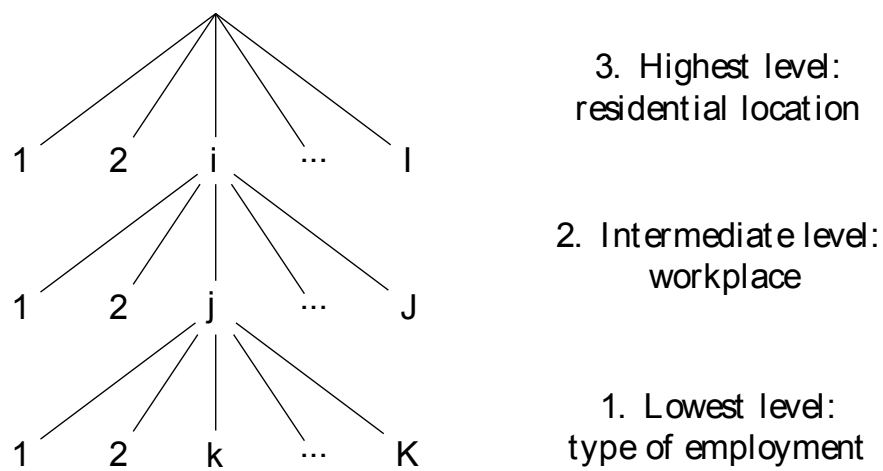 3. Highest level:
residential location
1 2 i ... I
2. Intermediate level:
workplace
1 2 j ... J
1. Lowest level:
type of employment
1 2 k ... K